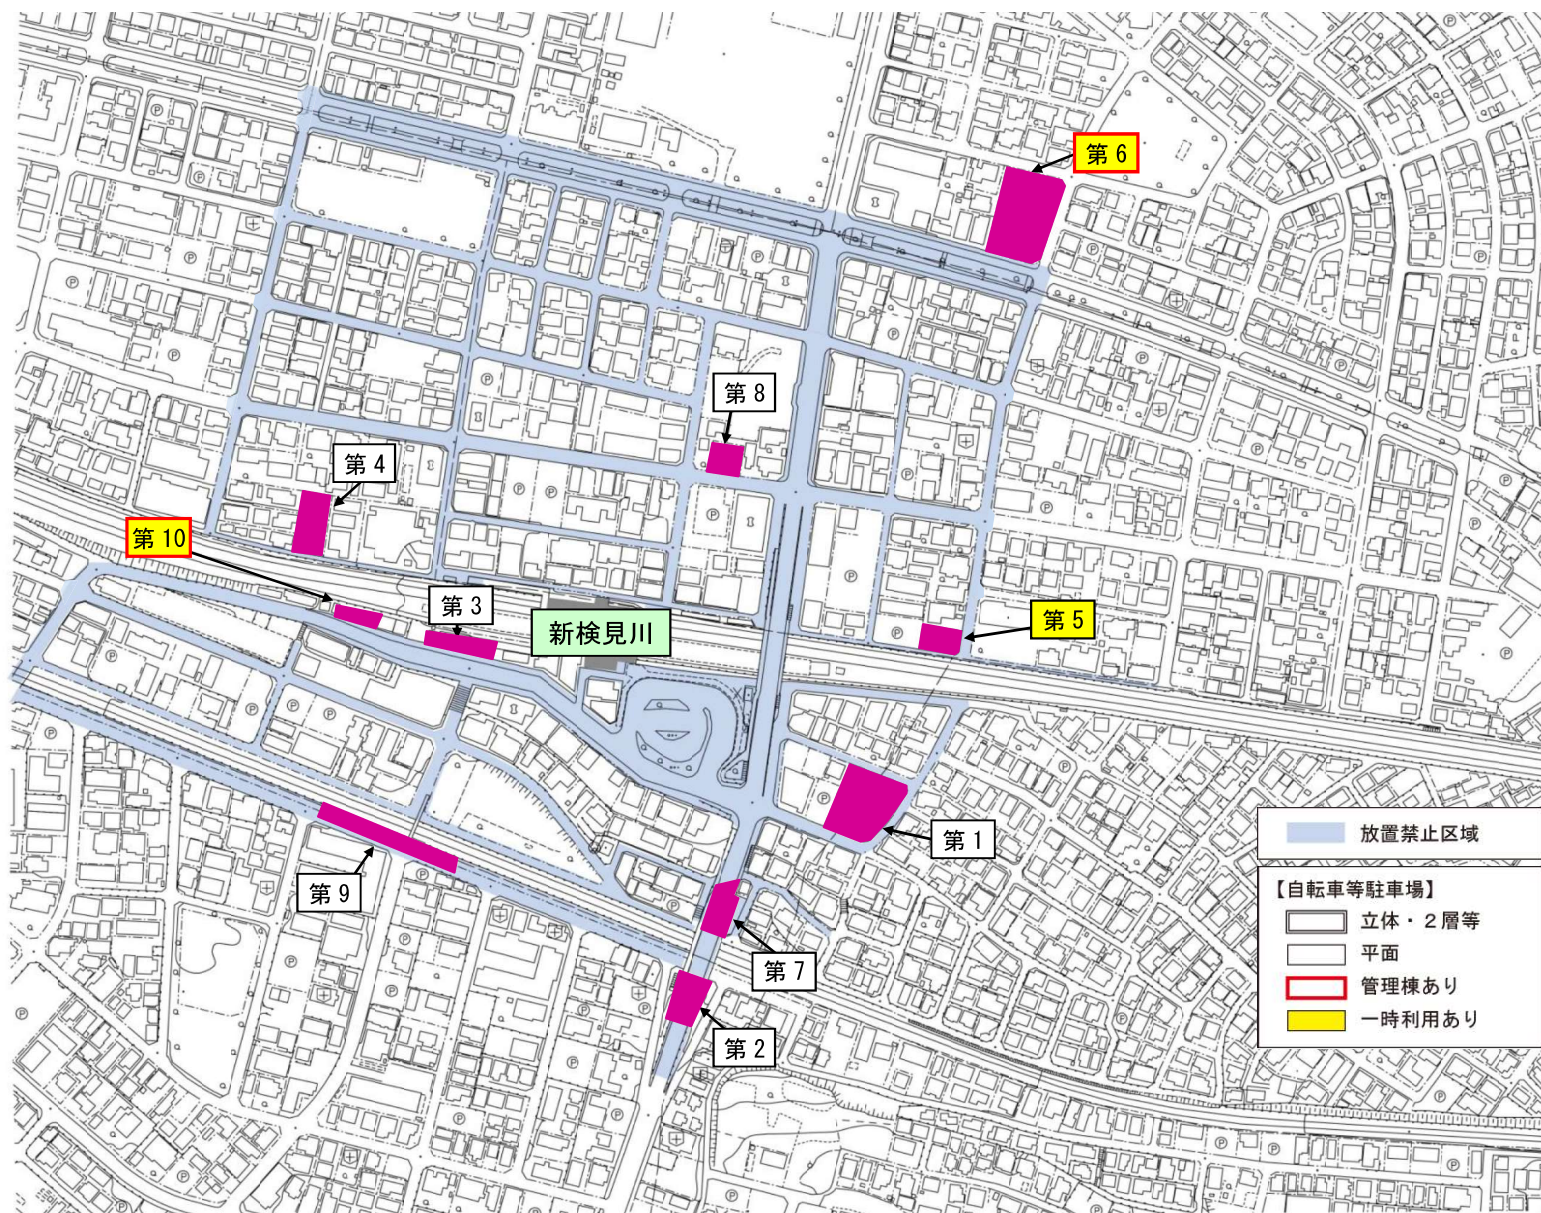 第 6
第 8
第 4
第 10
第 3
新検見川
第 5
第 1
第 9
第 7
第 2
放置禁止区域
【自転車等駐車場】
立体・２層等
平面
管理棟あり
一時利用あり